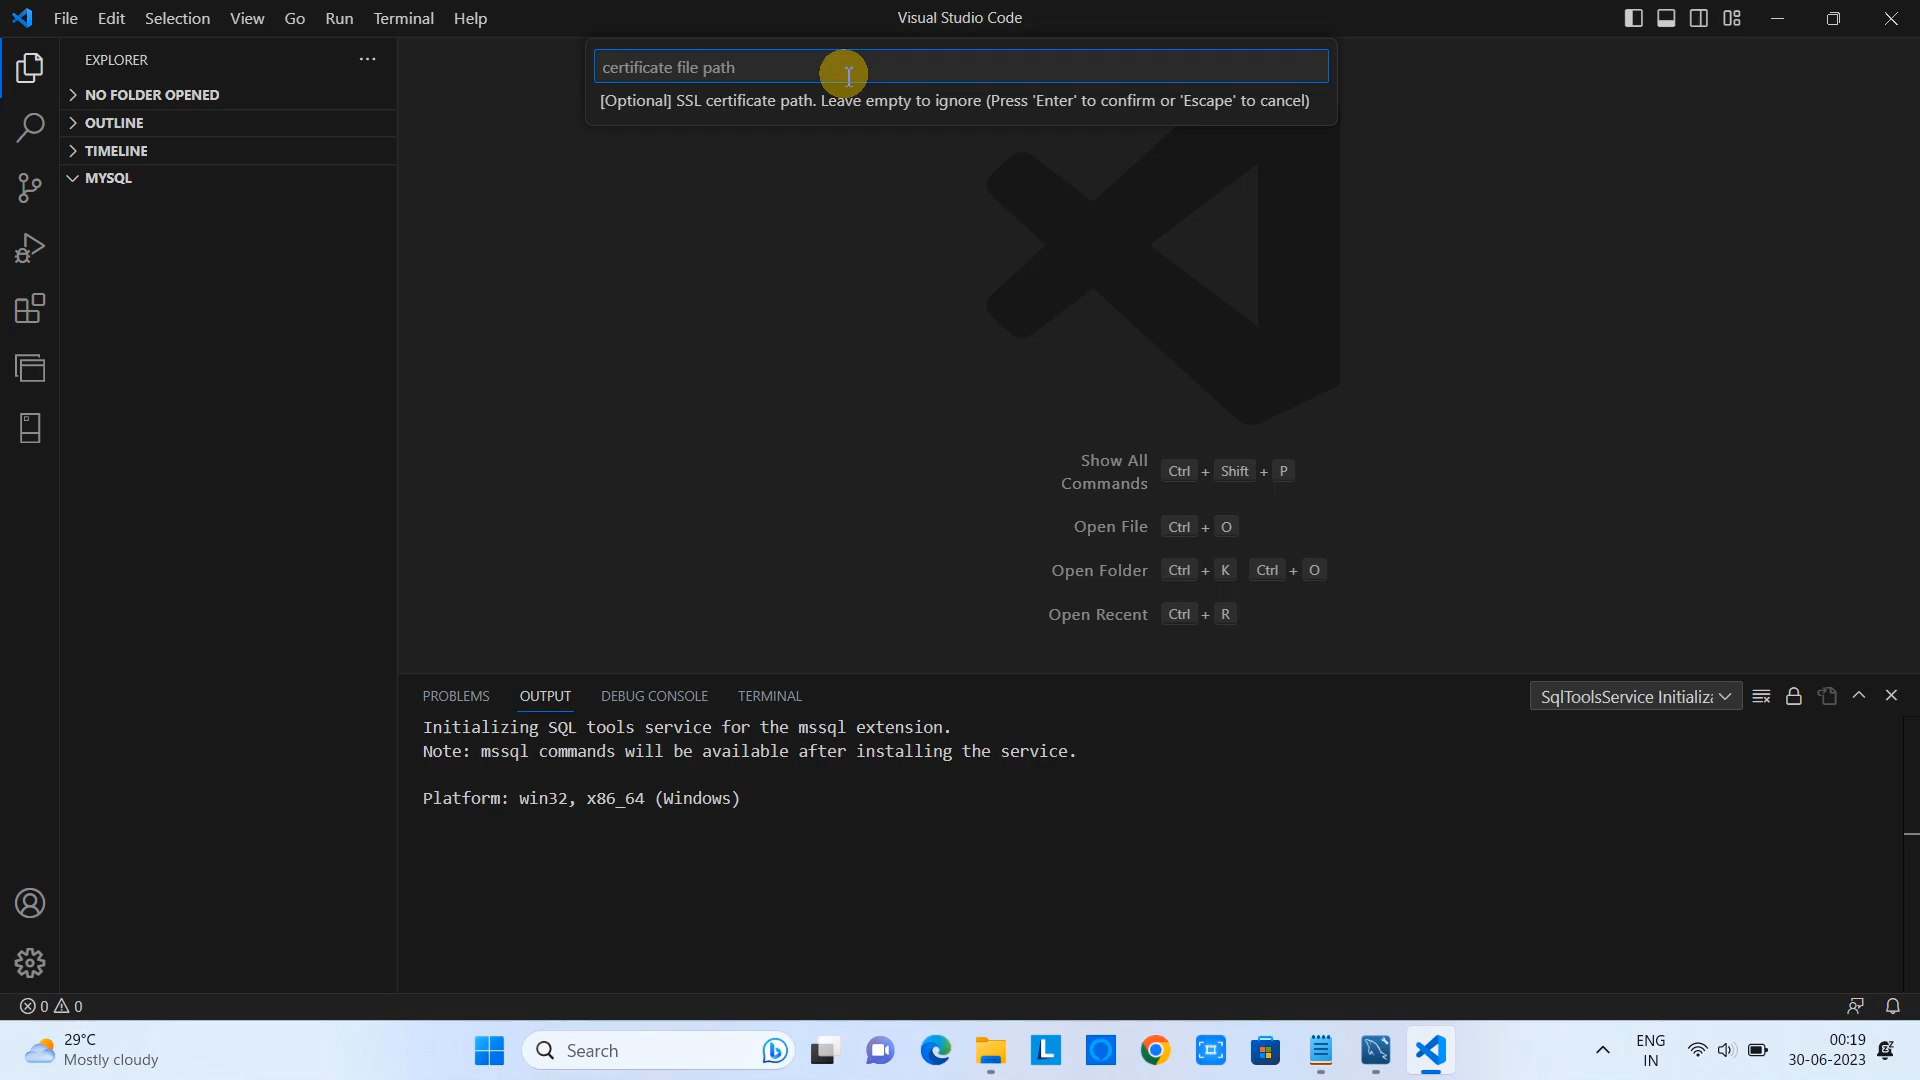 File Edit Selection View Go Run Terminal Help
Visual Studio Code
EXPLORER
certificate file path
[Optional] SSL certificate path. Leave empty to ignore (Press 'Enter' to confirm or 'Escape' to cancel)
NO FOLDER OPENED
OUTLINE
TIMELINE
MYSQL
Show All Commands Ctrl + Shift + P
Open File Ctrl + O
Open Folder Ctrl + K Ctrl + O
Open Recent Ctrl + R
PROBLEMS OUTPUT DEBUG CONSOLE TERMINAL
SqlToolsService Initializ
Initializing SQL tools service for the mssql extension.
Note: mssql commands will be available after installing the service.
Platform: win32, x86_64 (Windows)
0 0
29°C
Mostly cloudy
Search
L
ENG
IN
00:19
30-06-2023